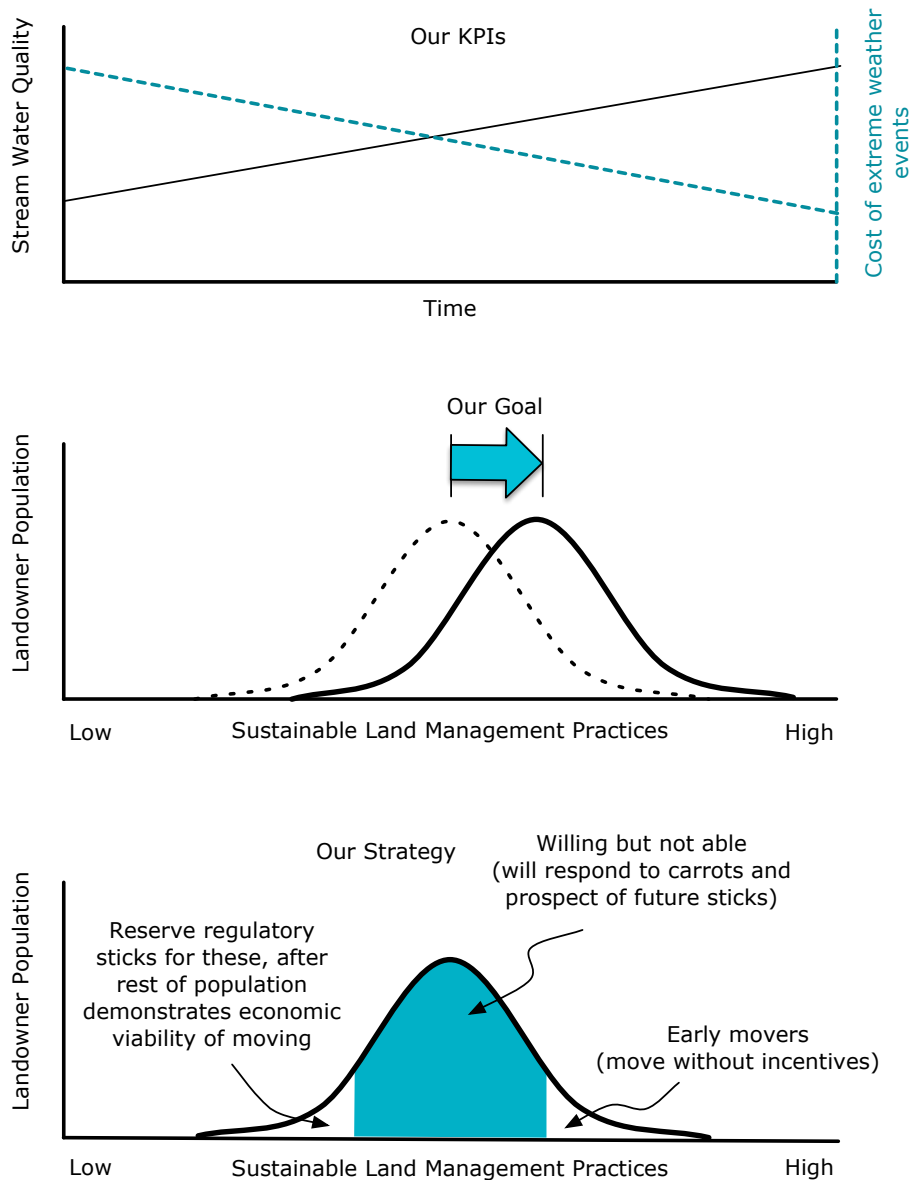 Our KPIs
Stream Water Quality
Cost of extreme weather
events
Time
Our Goal
Landowner Population
Low
Sustainable Land Management Practices
High
Our Strategy
Willing but not able
(will respond to carrots and
prospect of future sticks)
Reserve regulatory
sticks for these, after
rest of population
demonstrates economic
viability of moving
Early movers
(move without incentives)
Landowner Population
Low
Sustainable Land Management Practices
High